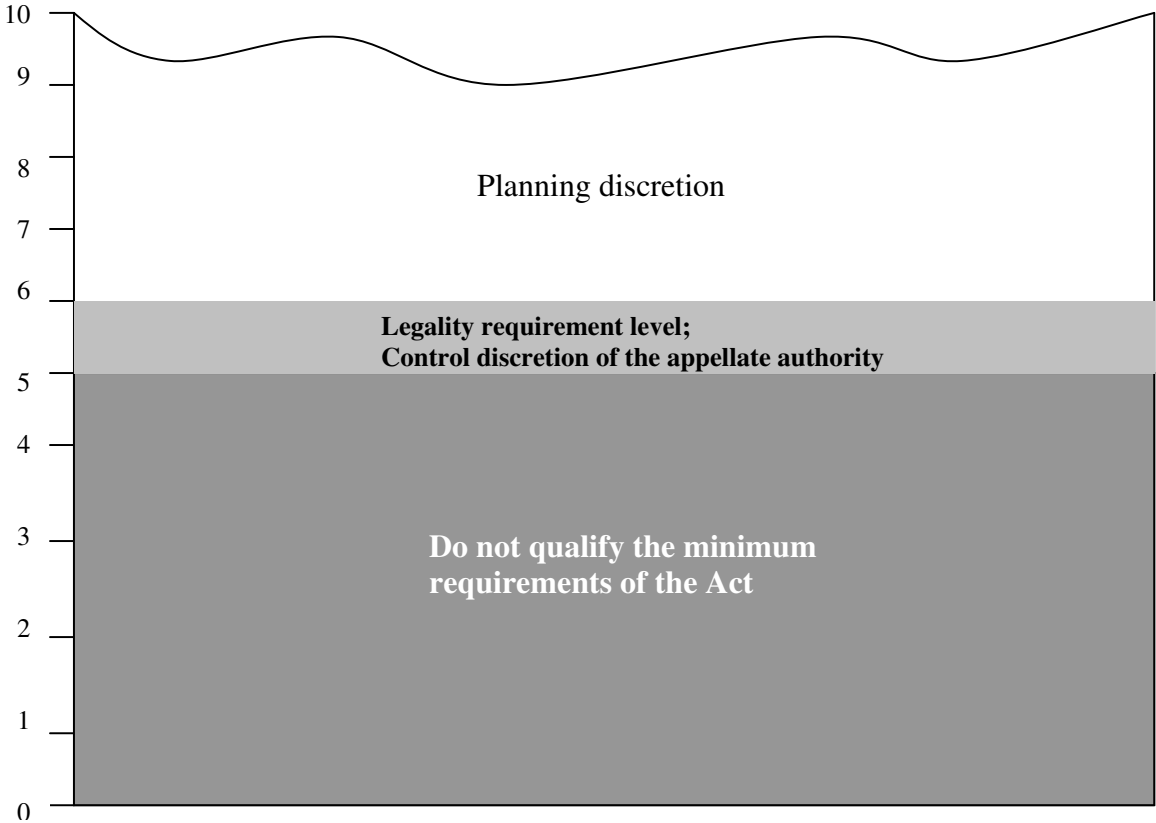 10
9
8
Planning discretion
7
6
Legality requirement level;
Control discretion of the appellate authority
5
4
3
Do not qualify the minimum
requirements of the Act
2
1
0